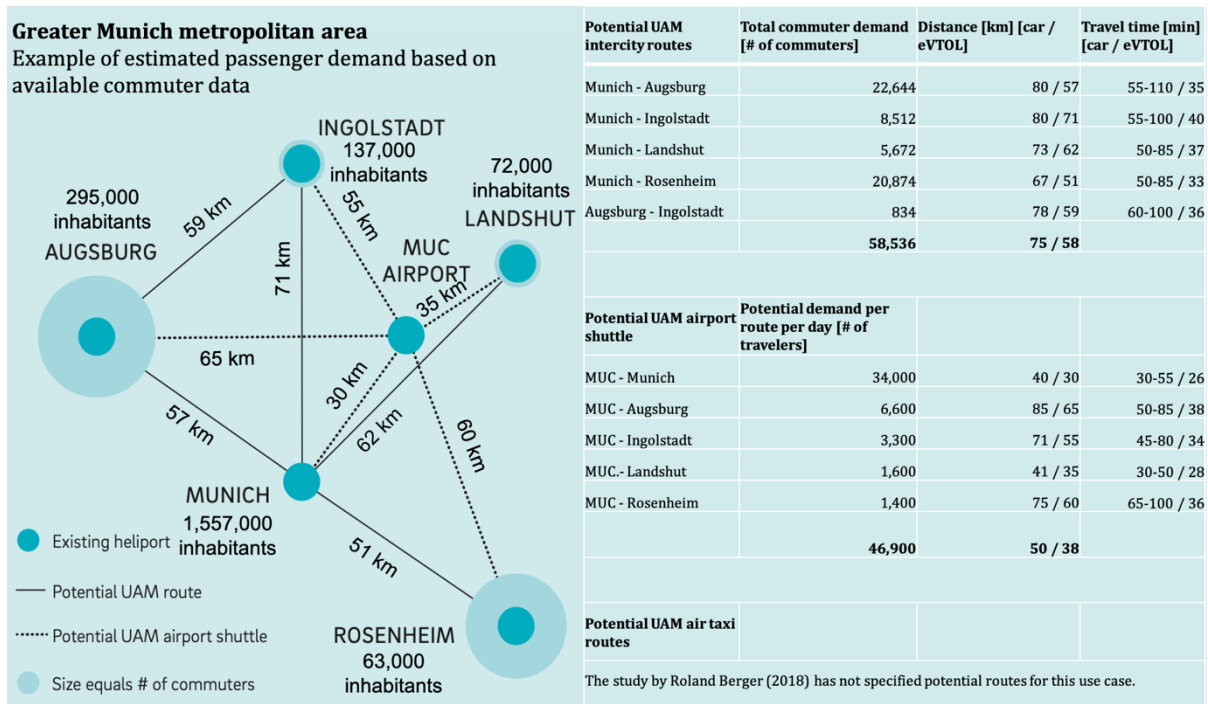 Greater Munich metropolitan area
Example of estimated passenger demand based on
available commuter data
INGOLSTADT
137,000
inhabitants
72,000
inhabitants
LANDSHUT
295,000
inhabitants
AUGSBURG
59 km
55 km
71 km
MUC
AIRPORT
35 km
65 km
30 km
62 km
60 km
57 km
MUNICH
1,557,000
inhabitants
51 km
ROSENHEIM
63,000
inhabitants
Existing heliport
Potential UAM route
Potential UAM airport shuttle
Size equals # of commuters
Potential UAM intercity routes Total commuter demand [# of commuters] Distance [km] [car / eVTOL] Travel time [min] [car / eVTOL]
Munich - Augsburg 22,644 80 / 57 55-110 / 35
Munich - Ingolstadt 8,512 80 / 71 55-100 / 40
Munich - Landshut 5,672 73 / 62 50-85 / 37
Munich - Rosenheim 20,874 67 / 51 50-85 / 33
Augsburg - Ingolstadt 834 78 / 59 60-100 / 36
58,536 75 / 58
Potential UAM airport shuttle Potential demand per route per day [# of travelers]
MUC - Munich 34,000 40 / 30 30-55 / 26
MUC - Augsburg 6,600 85 / 65 50-85 / 38
MUC - Ingolstadt 3,300 71 / 55 45-80 / 34
MUC.- Landshut 1,600 41 / 35 30-50 / 28
MUC - Rosenheim 1,400 75 / 60 65-100 / 36
46,900 50 / 38
Potential UAM air taxi routes
The study by Roland Berger (2018) has not specified potential routes for this use case.